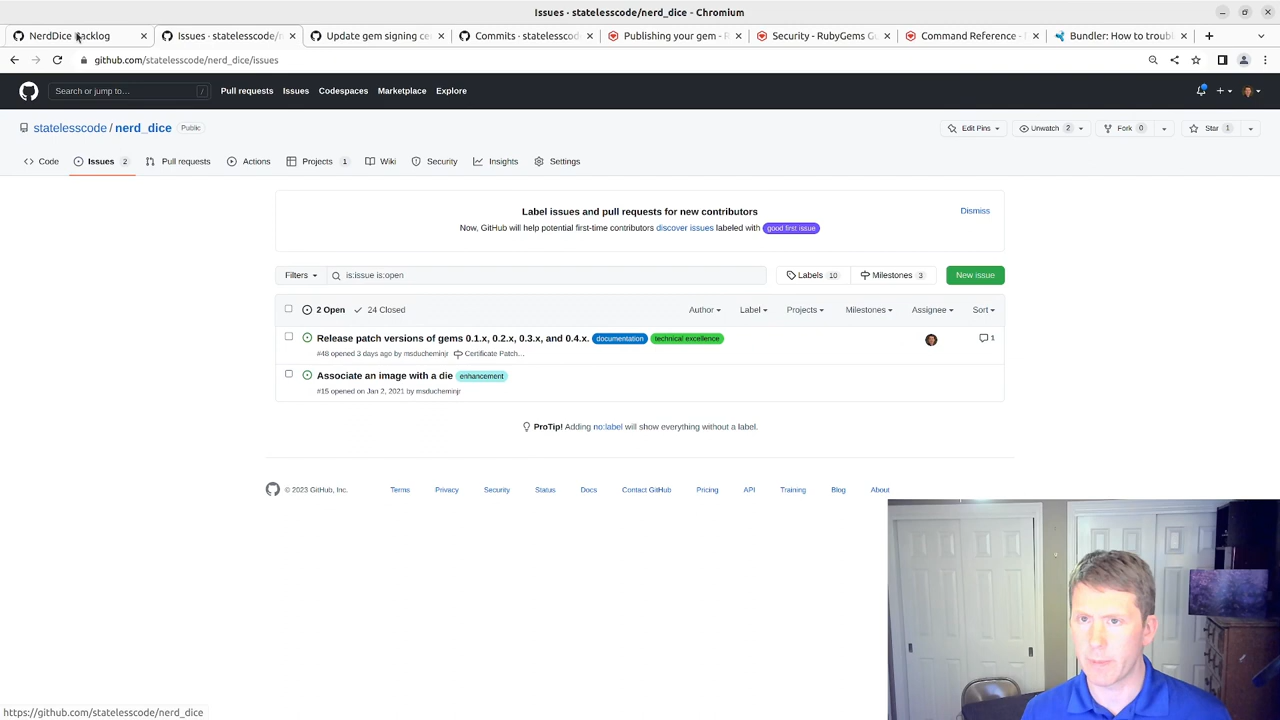 Issues · statelesscode/nerd_dice - Chromium
NerdDice Backlog
Issues · statelesscode/n
Update gem signing ce
Commits · statelesscod
Publishing your gem - R
Security - RubyGems G
Command Reference -
Bundler: How to troub
github.com/statelesscode/nerd_dice/issues
Search or jump to… /
Pull requests Issues Codespaces Marketplace Explore
statelesscode / nerd_dice Public
Edit Pins Unwatch 2 Fork 0 Star 1
Code Issues 2 Pull requests Actions Projects 1 Wiki Security Insights Settings
Label issues and pull requests for new contributors
Dismiss
Now, GitHub will help potential first-time contributors discover issues labeled with good first issue
Filters is:issue is:open Labels 10 Milestones 3 New issue
2 Open 24 Closed Author Label Projects Milestones Assignee Sort
Release patch versions of gems 0.1.x, 0.2.x, 0.3.x, and 0.4.x. documentation technical excellence 1
#48 opened 3 days ago by msducheminjr Certificate Patch…
Associate an image with a die enhancement
#15 opened on Jan 2, 2021 by msducheminjr
ProTip! Adding no:label will show everything without a label.
© 2023 GitHub, Inc. Terms Privacy Security Status Docs Contact GitHub Pricing API Training Blog About
https://github.com/statelesscode/nerd_dice